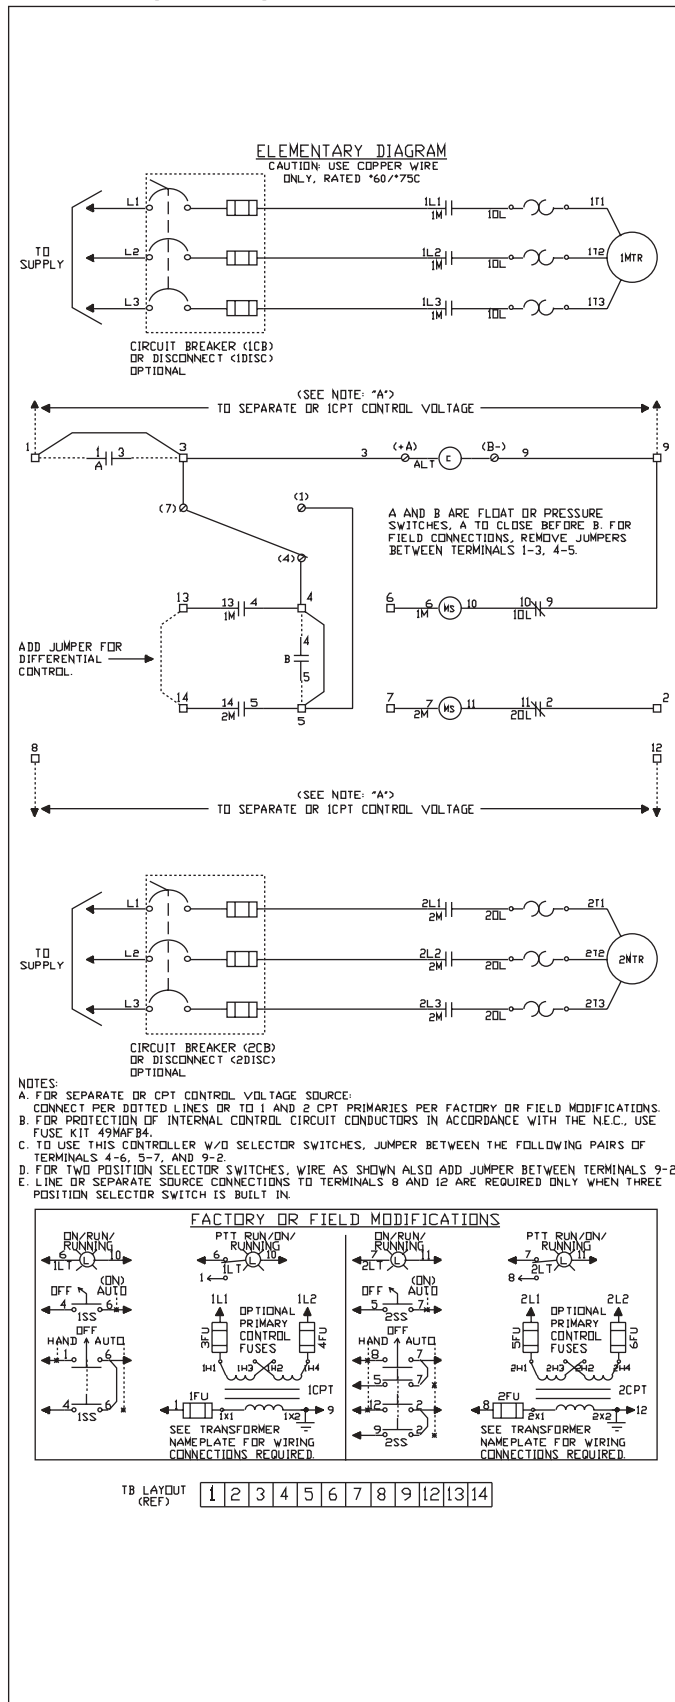 ELEMENTARY DIAGRAM
CAUTION: USE COPPER WIRE
ONLY, RATED °60/°75C
L1
1L1
1M
1OL
1T1
TO
SUPPLY
L2
1L2
1M
1OL
1T2
1MTR
L3
1L3
1M
1OL
1T3
CIRCUIT BREAKER (1CB)
OR DISCONNECT (1DISC)
OPTIONAL
(SEE NOTE: "A")
TO SEPARATE OR 1CPT CONTROL VOLTAGE
1
1
A
3
3
3
(+A)
ALT
C
(B-)
9
9
(7)
(1)
A AND B ARE FLOAT OR PRESSURE
SWITCHES, A TO CLOSE BEFORE B. FOR
FIELD CONNECTIONS, REMOVE JUMPERS
BETWEEN TERMINALS 1-3, 4-5.
(4)
13
13
1M
4
4
6
6
1M
MS
10
10
1OL
9
ADD JUMPER FOR
DIFFERENTIAL
CONTROL.
4
B
5
14
14
2M
5
5
7
7
2M
MS
11
11
2OL
2
2
8
12
(SEE NOTE: "A")
TO SEPARATE OR 1CPT CONTROL VOLTAGE
L1
2L1
2M
2OL
2T1
TO
SUPPLY
L2
2L2
2M
2OL
2T2
2MTR
L3
2L3
2M
2OL
2T3
CIRCUIT BREAKER (2CB)
OR DISCONNECT (2DISC)
OPTIONAL
NOTES:
A. FOR SEPARATE OR CPT CONTROL VOLTAGE SOURCE:
CONNECT PER DOTTED LINES OR TO 1 AND 2 CPT PRIMARIES PER FACTORY OR FIELD MODIFICATIONS.
B. FOR PROTECTION OF INTERNAL CONTROL CIRCUIT CONDUCTORS IN ACCORDANCE WITH THE N.E.C., USE
FUSE KIT 49MAFB4.
C. TO USE THIS CONTROLLER W/O SELECTOR SWITCHES, JUMPER BETWEEN THE FOLLOWING PAIRS OF
TERMINALS 4-6, 5-7, AND 9-2.
D. FOR TWO POSITION SELECTOR SWITCHES, WIRE AS SHOWN ALSO ADD JUMPER BETWEEN TERMINALS 9-2
E. LINE OR SEPARATE SOURCE CONNECTIONS TO TERMINALS 8 AND 12 ARE REQUIRED ONLY WHEN THREE
POSITION SELECTOR SWITCH IS BUILT IN.
FACTORY OR FIELD MODIFICATIONS
ON/RUN/
RUNNING
6
1LT
L
10
OFF
(ON)
AUTO
4
1SS
6
OFF
HAND
AUTO
1
6
4
1SS
6
PTT RUN/ON/
RUNNING
6
1LT
L
10
1
1L1
1L2
3FU
OPTIONAL
PRIMARY
CONTROL
FUSES
4FU
1H1
1H3
1H2
1H4
1CPT
1
1FU
1X1
1X2
9
SEE TRANSFORMER
NAMEPLATE FOR WIRING
CONNECTIONS REQUIRED.
ON/RUN/
RUNNING
7
2LT
L
11
OFF
(ON)
AUTO
5
2SS
7
OFF
HAND
AUTO
8
7
5
7
12
2
9
2SS
2
PTT RUN/ON/
RUNNING
7
2LT
L
11
8
2L1
2L2
5FU
OPTIONAL
PRIMARY
CONTROL
FUSES
6FU
2H1
2H3
2H2
2H4
2CPT
8
2FU
2X1
2X2
12
SEE TRANSFORMER
NAMEPLATE FOR WIRING
CONNECTIONS REQUIRED.
TB LAYOUT
(REF)
1 2 3 4 5 6 7 8 9 12 13 14